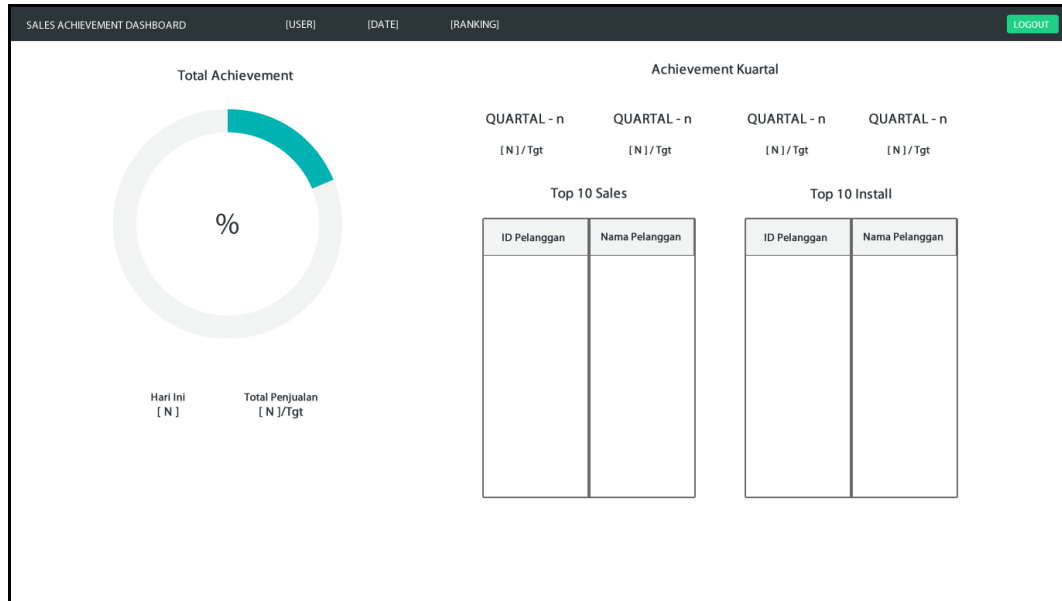 SALES ACHIEVEMENT DASHBOARD [USER] [DATE] [RANKING] LOGOUT
Total Achievement
%
Hari Ini Total Penjualan
[ N ] [ N ]/Tgt
Achievement Kuartal
QUARTAL - n QUARTAL - n QUARTAL - n QUARTAL - n
[ N ] / Tgt [ N ] / Tgt [ N ] / Tgt [ N ] / Tgt
Top 10 Sales Top 10 Install
ID Pelanggan Nama Pelanggan ID Pelanggan Nama Pelanggan